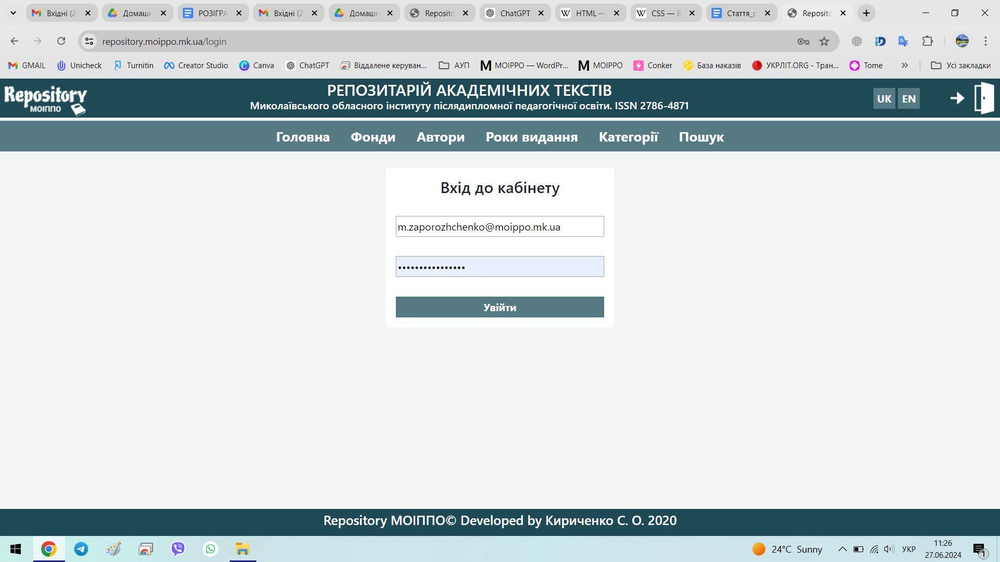 Вхідні (2
Домашн
РОЗІГРА
Вхідні (2
Домашн
Reposito
ChatGPT
HTML —
CSS — В
Стаття_р
Reposito
repository.moippo.mk.ua/login
GMAIL
Unicheck
Turnitin
Creator Studio
Canva
ChatGPT
Віддалене керуван...
АУП
MOIPPO — WordPr...
MOIPPO
Conker
База наказів
УКРЛІТ.ORG - Тран...
Tome
Усі закладки
Repository
МОІППО
РЕПОЗИТАРІЙ АКАДЕМІЧНИХ ТЕКСТІВ
Миколаївського обласного інституту післядипломної педагогічної освіти. ISSN 2786-4871
UK EN
Головна Фонди Автори Роки видання Категорії Пошук
Вхід до кабінету
m.zaporozhchenko@moippo.mk.ua
••••••••••••••••
Увійти
Repository МОІППО© Developed by Кириченко С. О. 2020
24°C Sunny
УКР
11:26
27.06.2024
1